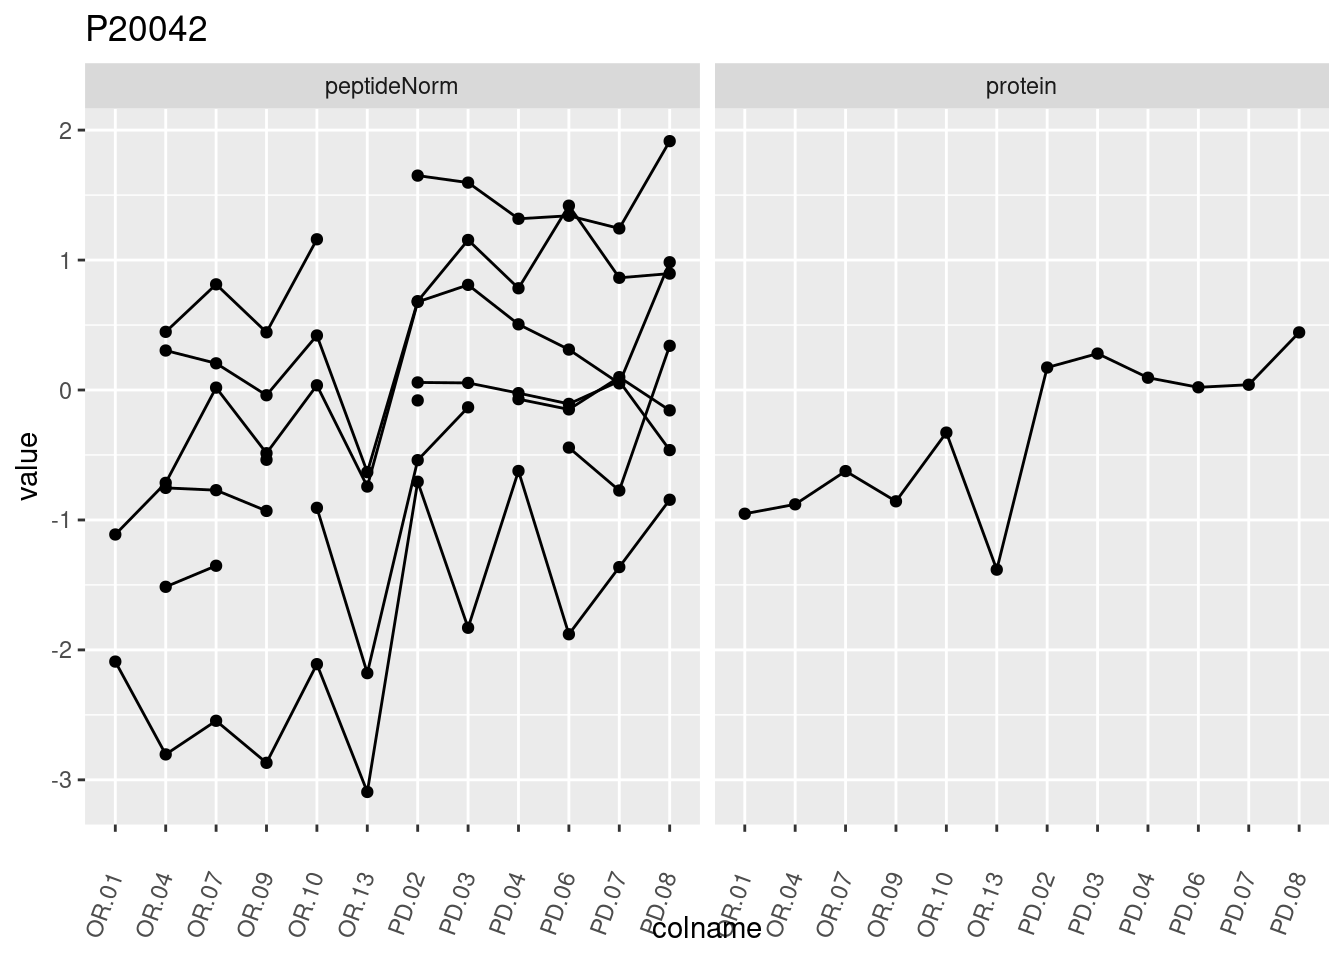 P20042
peptideNorm
protein
value
2
1
0
-1
-2
-3
OR.01 OR.04 OR.07 OR.09 OR.10 OR.13 PD.02 PD.03 PD.04 PD.06 PD.07 PD.08
OR.01 OR.04 OR.07 OR.09 OR.10 OR.13 PD.02 PD.03 PD.04 PD.06 PD.07 PD.08
colname